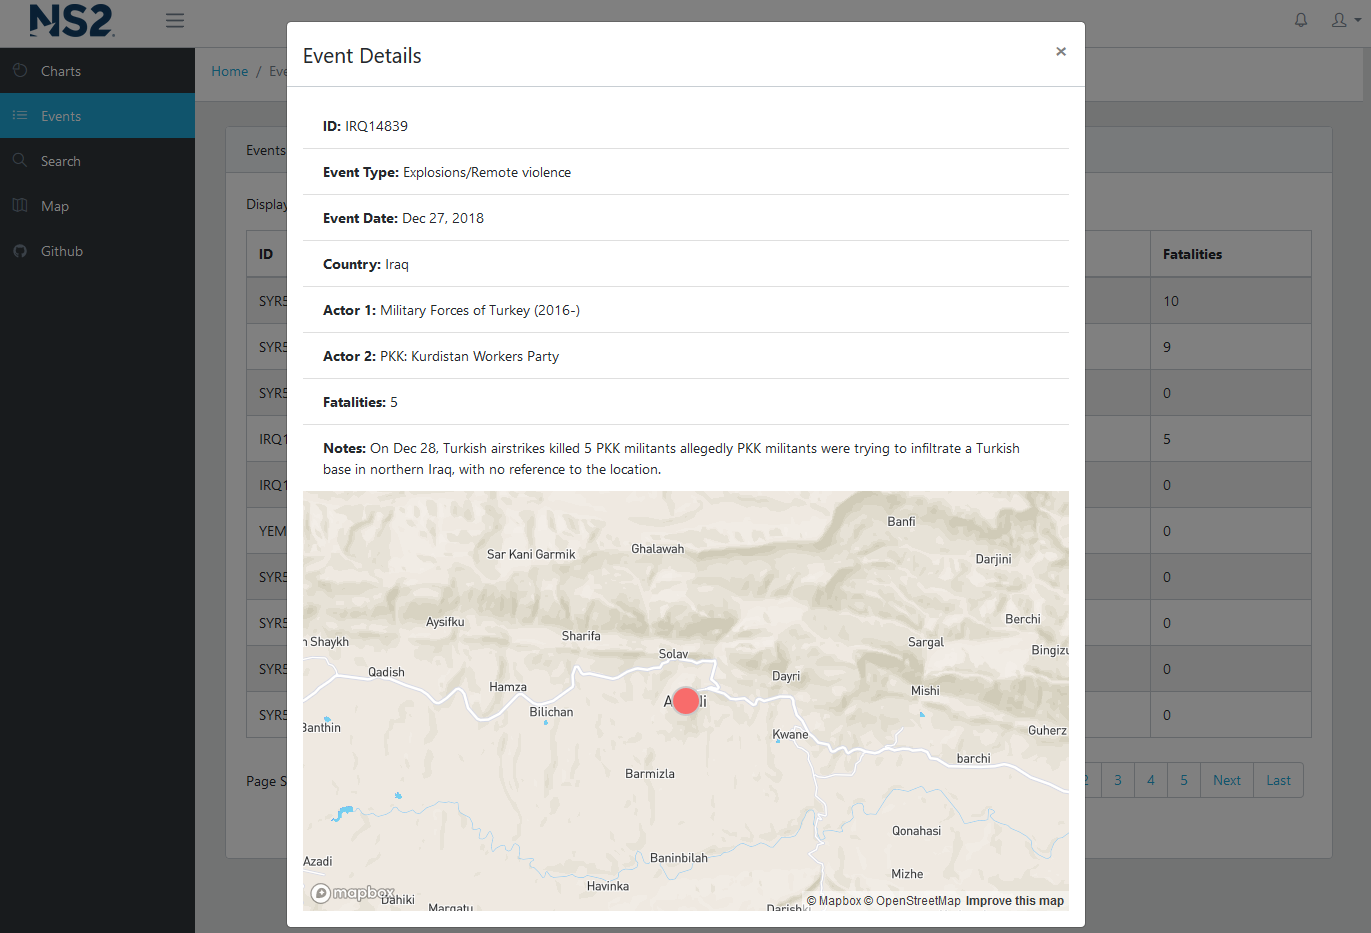 NS2
Charts
Events
Search
Map
Github
Home / Eve
Events
Display
ID
Fatalities
SYR5
10
SYR5
9
SYR5
0
IRQ1
5
IRQ1
0
YEM
0
SYR5
0
SYR5
0
SYR5
0
SYR5
0
Page S
2 3 4 5 Next Last
Event Details
×
ID: IRQ14839
Event Type: Explosions/Remote violence
Event Date: Dec 27, 2018
Country: Iraq
Actor 1: Military Forces of Turkey (2016-)
Actor 2: PKK: Kurdistan Workers Party
Fatalities: 5
Notes: On Dec 28, Turkish airstrikes killed 5 PKK militants allegedly PKK militants were trying to infiltrate a Turkish
base in northern Iraq, with no reference to the location.
Banfi
Sar Kani Garmik
Ghalawah
Darjini
Aysifku
Berchi
Sharifa
n Shaykh
Sargal
Solav
Bingizu
Qadish
Dayri
Hamza
Mishi
Bilichan
Banthin
Kwane
Guherz
barchi
Barmizla
Qonahasi
Azadi
Baninbilah
Mizhe
Havinka
mapbox
Dahiki
Margatu
Darishk
© Mapbox © OpenStreetMap Improve this map